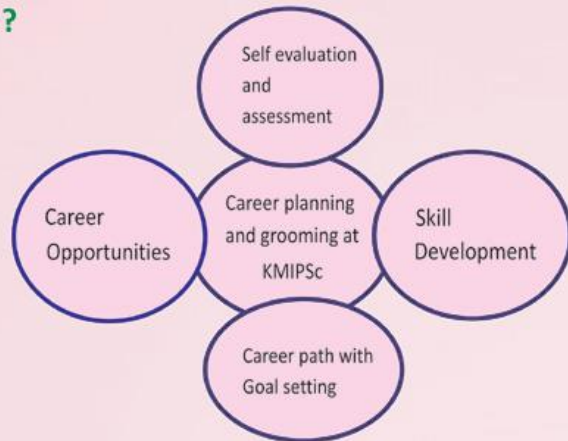 ?
Self evaluation
and
assessment
Career
Opportunities
Career planning
and grooming at
KMIPSc
Skill
Development
Career path with
Goal setting